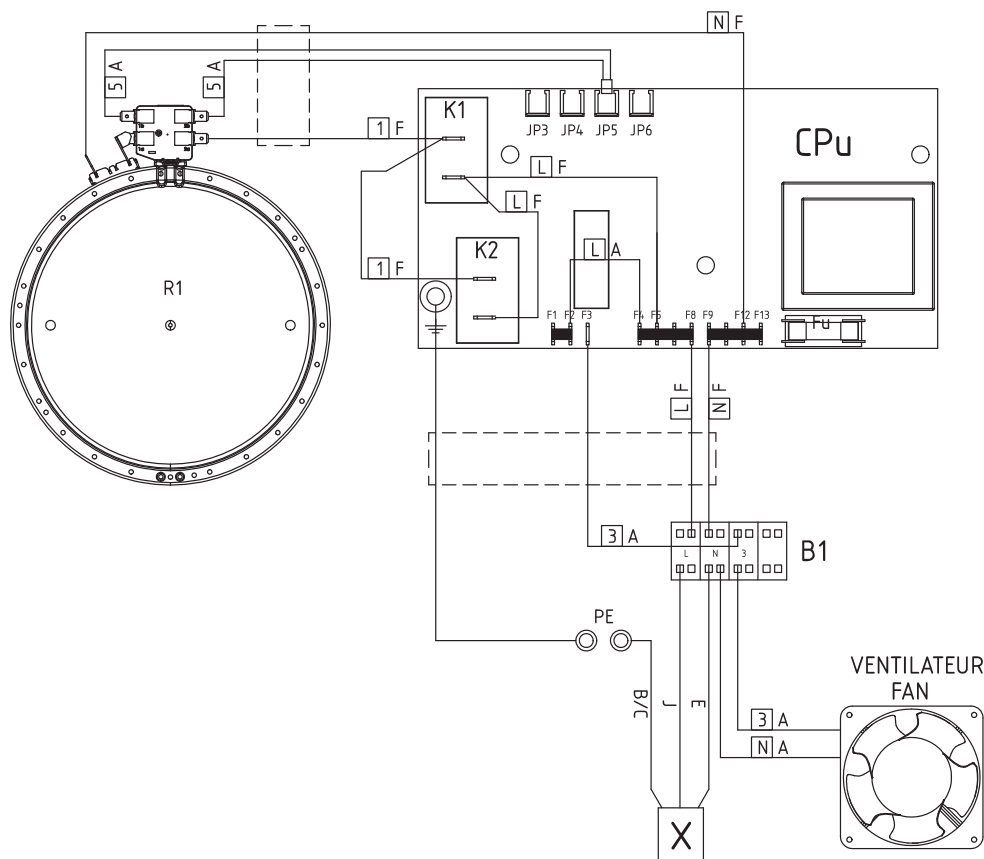 N F
5 A
5 A
K1
JP3 JP4 JP5 JP6
CPu
1 F
L F
L F
L A
K2
1 F
R1
F1 F2 F3 F4 F5 F8 F9 F12 F13
Fu
L F
N F
3 A
L N 3
B1
PE
B/C
J
E
VENTILATEUR
FAN
3 A
N A
X